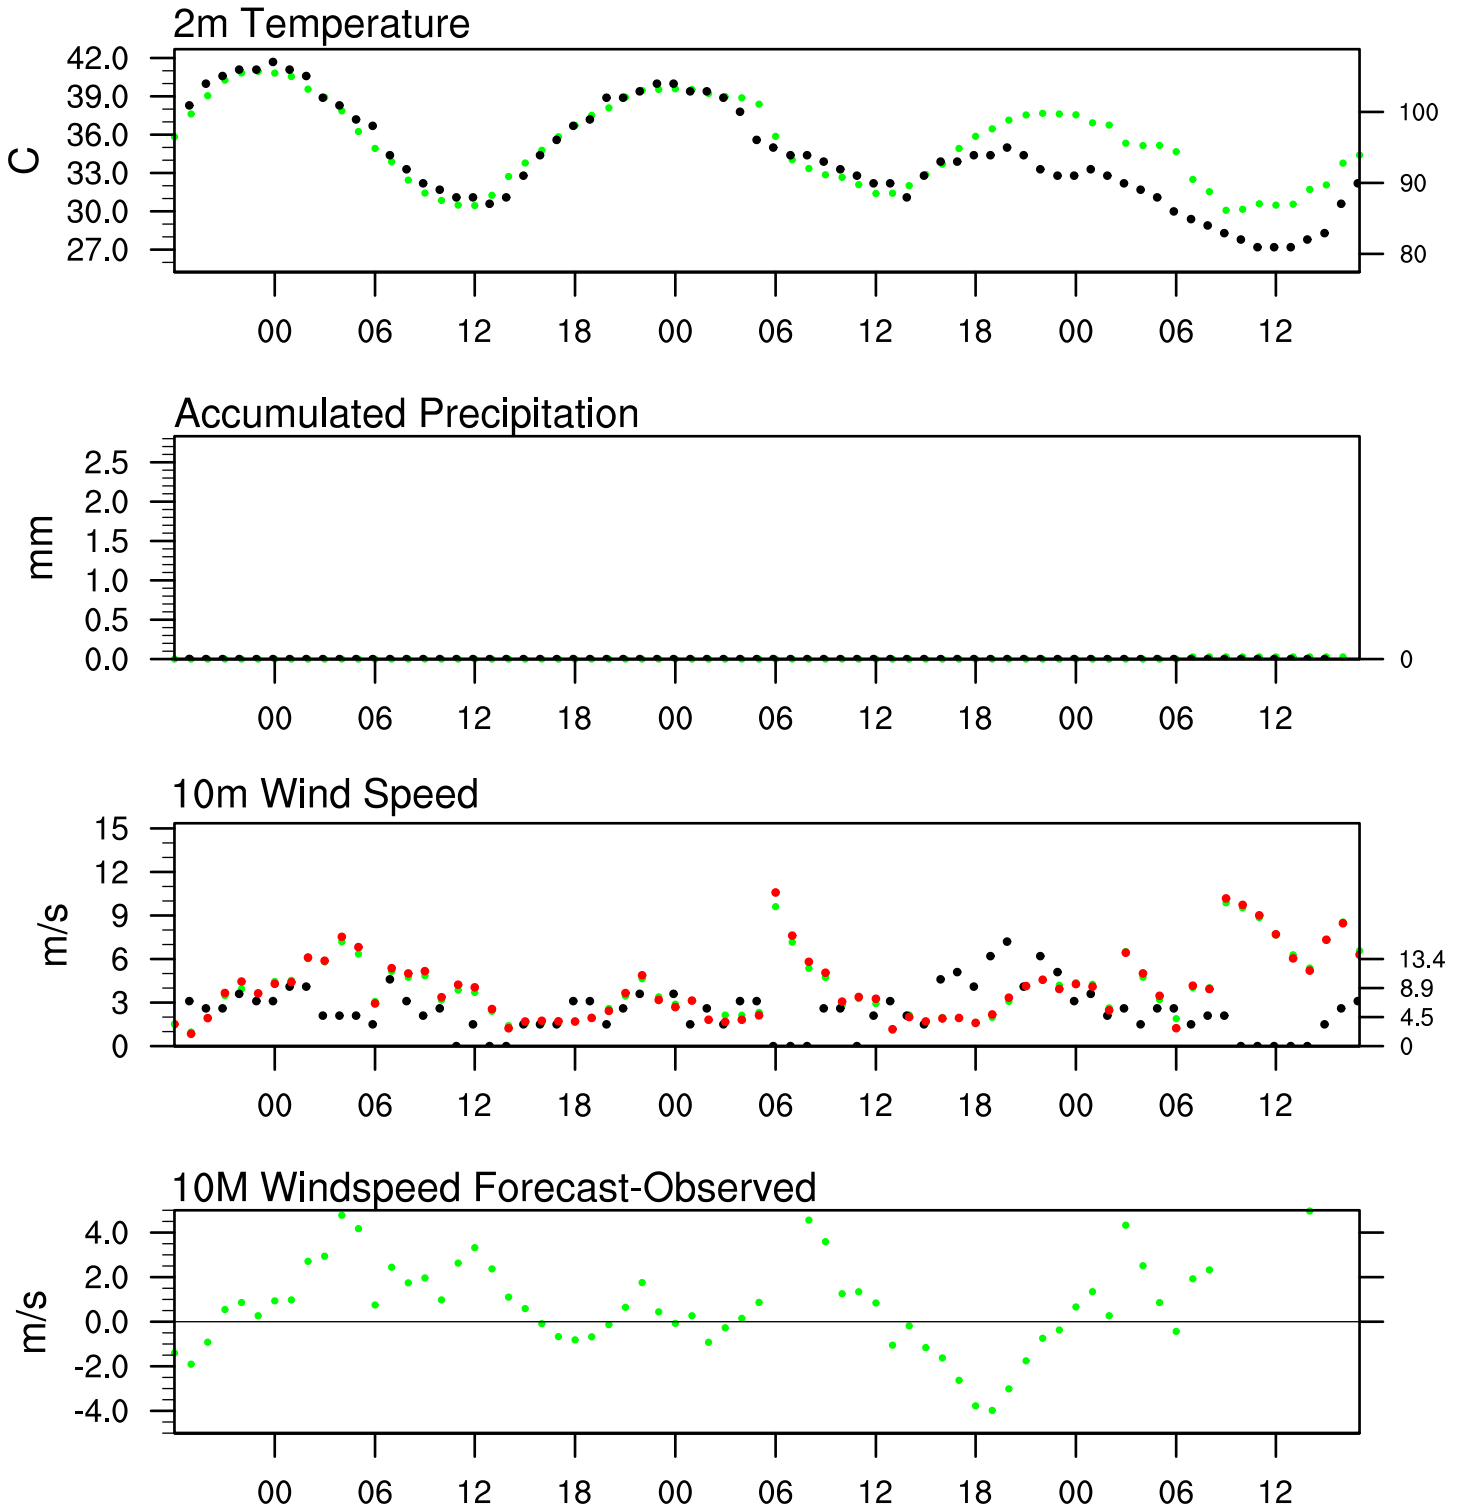 2m Temperature
42.0
39.0
36.0
33.0
30.0
27.0
C
100
90
80
00 06 12 18 00 06 12 18 00 06 12
Accumulated Precipitation
2.5
2.0
1.5
1.0
0.5
0.0
mm
0
00 06 12 18 00 06 12 18 00 06 12
10m Wind Speed
15
12
9
6
3
0
m/s
13.4
8.9
4.5
0
00 06 12 18 00 06 12 18 00 06 12
10M Windspeed Forecast-Observed
4.0
2.0
0.0
-2.0
-4.0
m/s
00 06 12 18 00 06 12 18 00 06 12